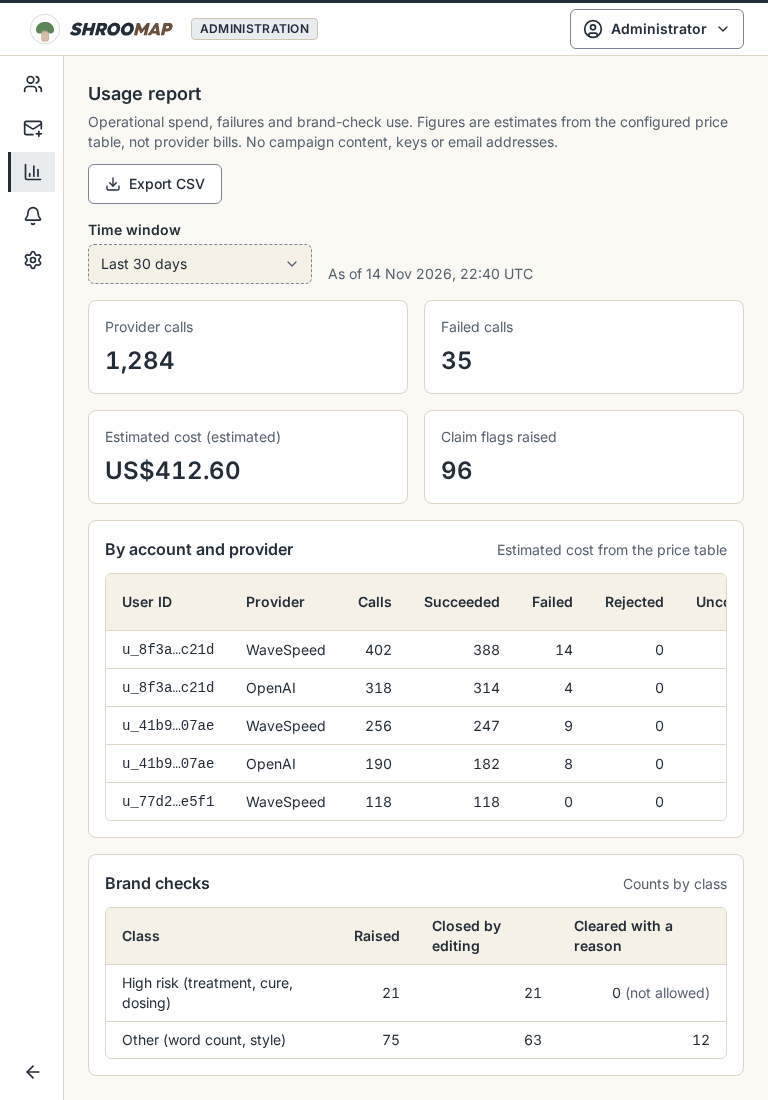 SHROOMAP ADMINISTRATION Administrator
Usage report
Operational spend, failures and brand-check use. Figures are estimates from the configured price
table, not provider bills. No campaign content, keys or email addresses.
Export CSV
Time window
Last 30 days
As of 14 Nov 2026, 22:40 UTC
Provider calls
1,284
Failed calls
35
Estimated cost (estimated)
US$412.60
Claim flags raised
96
By account and provider
Estimated cost from the price table
User ID Provider Calls Succeeded Failed Rejected Unco
u_8f3a…c21d WaveSpeed 402 388 14 0
u_8f3a…c21d OpenAI 318 314 4 0
u_41b9…07ae WaveSpeed 256 247 9 0
u_41b9…07ae OpenAI 190 182 8 0
u_77d2…e5f1 WaveSpeed 118 118 0 0
Brand checks
Counts by class
Class Raised Closed by editing Cleared with a reason
High risk (treatment, cure, dosing) 21 21 0 (not allowed)
Other (word count, style) 75 63 12